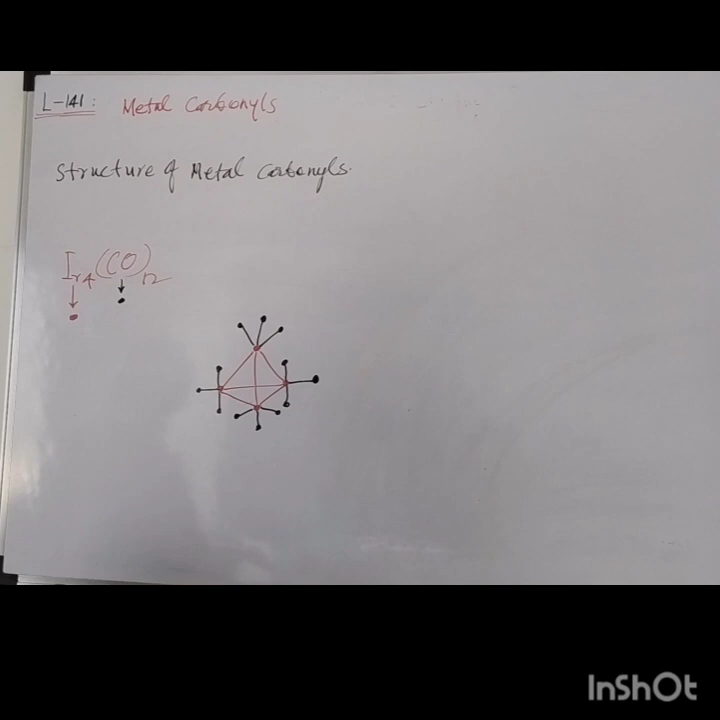 L-141: Metal Carbonyls
Structure of Metal Carbonyls.
Ir4(CO)12
InShOt